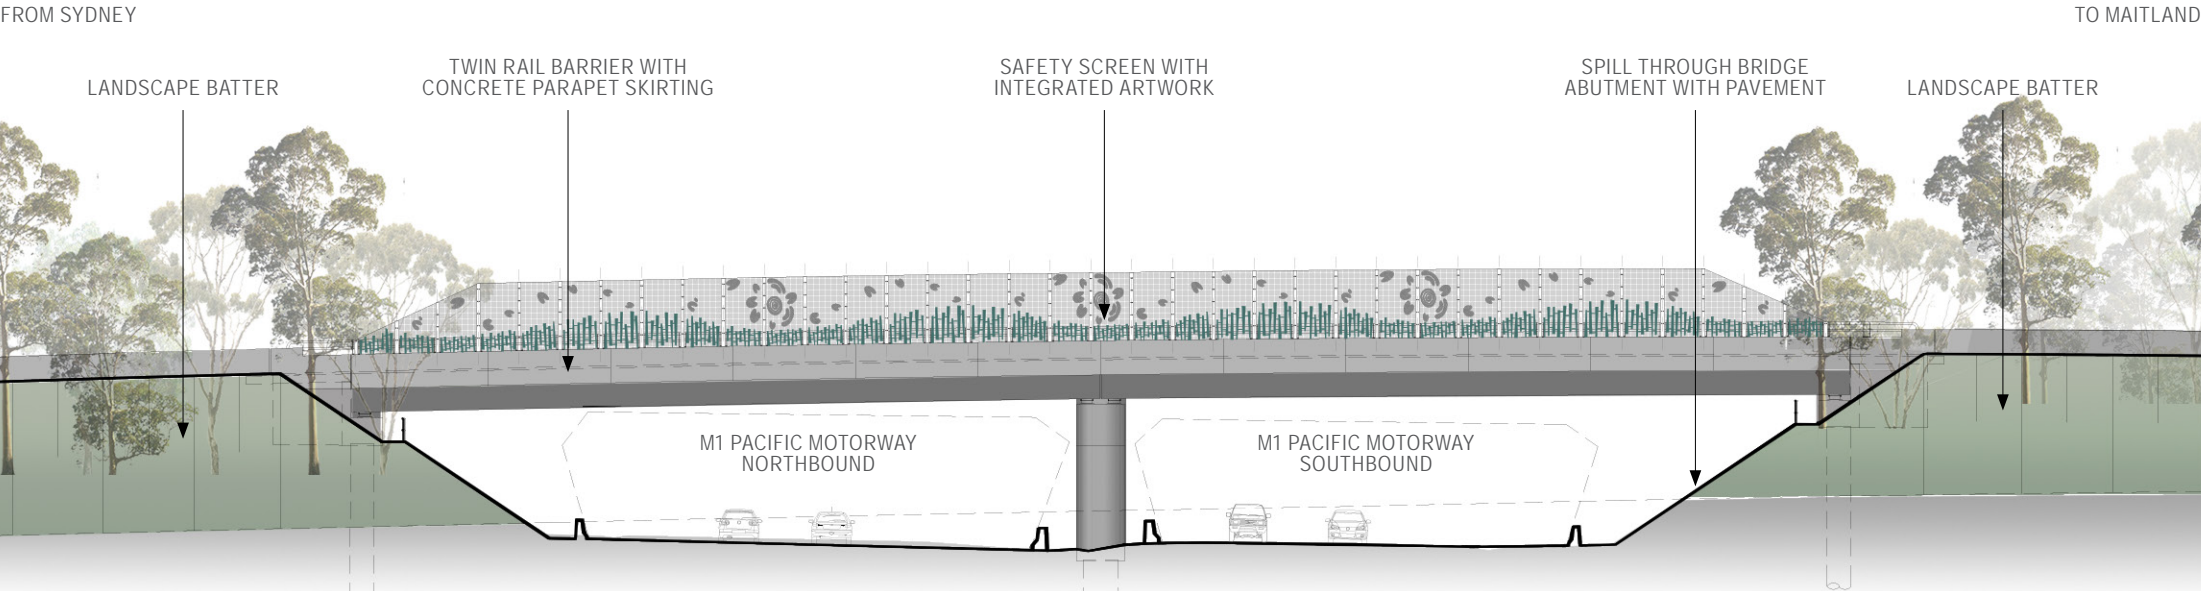 FROM SYDNEY
TO MAITLAND
LANDSCAPE BATTER
TWIN RAIL BARRIER WITH
CONCRETE PARAPET SKIRTING
SAFETY SCREEN WITH
INTEGRATED ARTWORK
SPILL THROUGH BRIDGE
ABUTMENT WITH PAVEMENT
LANDSCAPE BATTER
M1 PACIFIC MOTORWAY
NORTHBOUND
M1 PACIFIC MOTORWAY
SOUTHBOUND